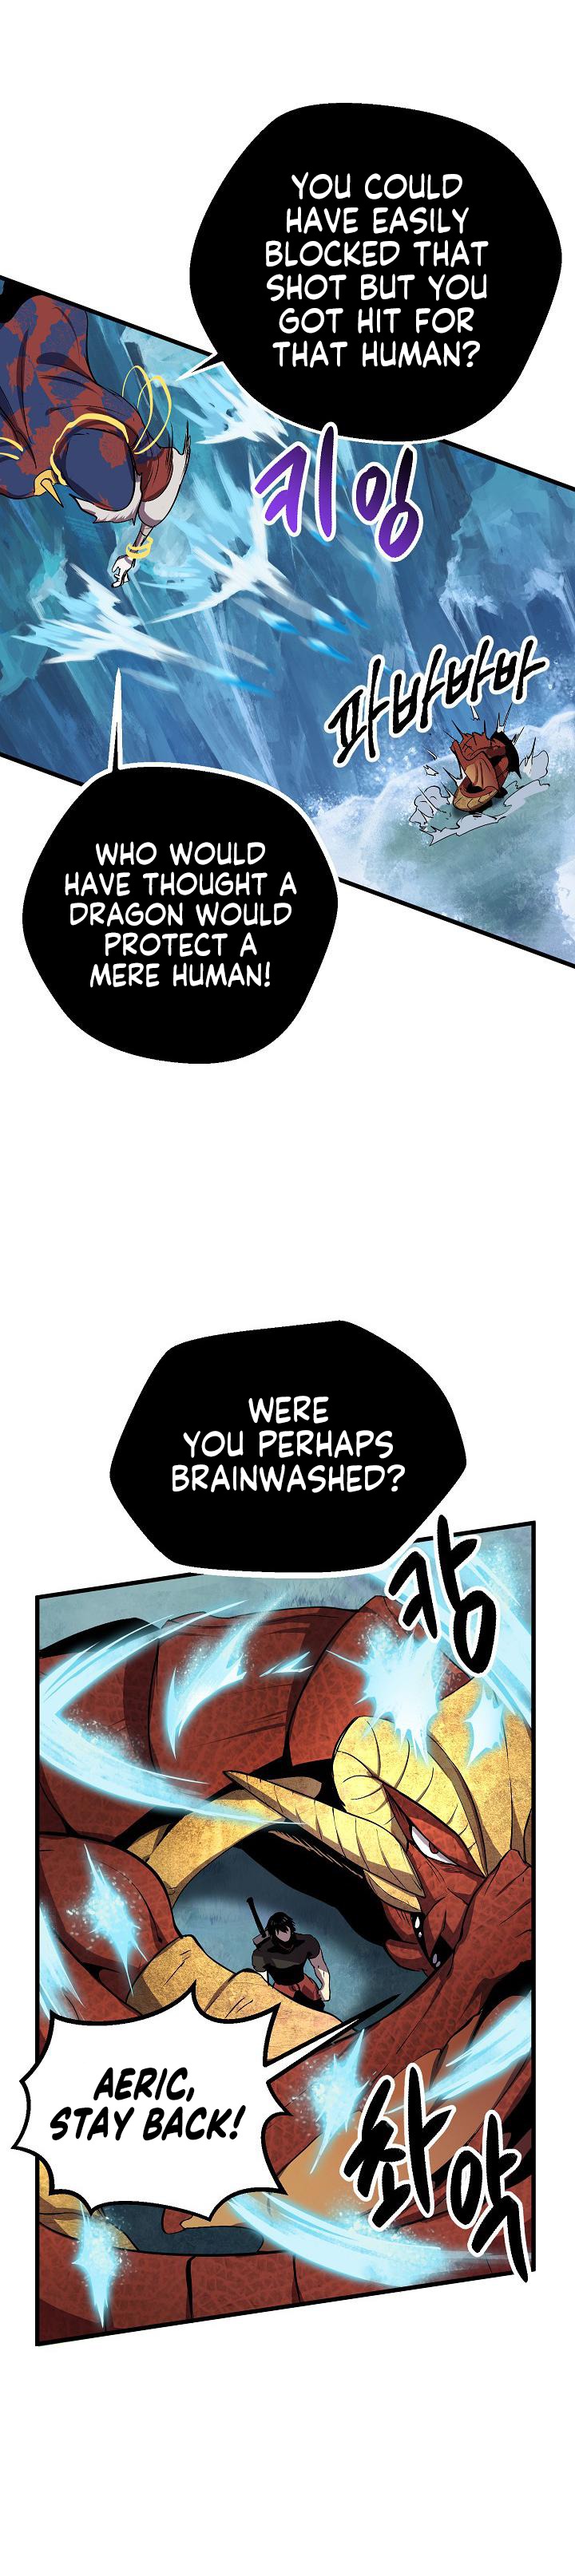 YOU COULD
HAVE EASILY
BLOCKED THAT
SHOT BUT YOU
GOT HIT FOR
THAT HUMAN?
키잉
파바바바
WHO WOULD
HAVE THOUGHT A
DRAGON WOULD
PROTECT A
MERE HUMAN!
WERE
YOU PERHAPS
BRAINWASHED?
캉
AERIC,
STAY BACK!
촤악